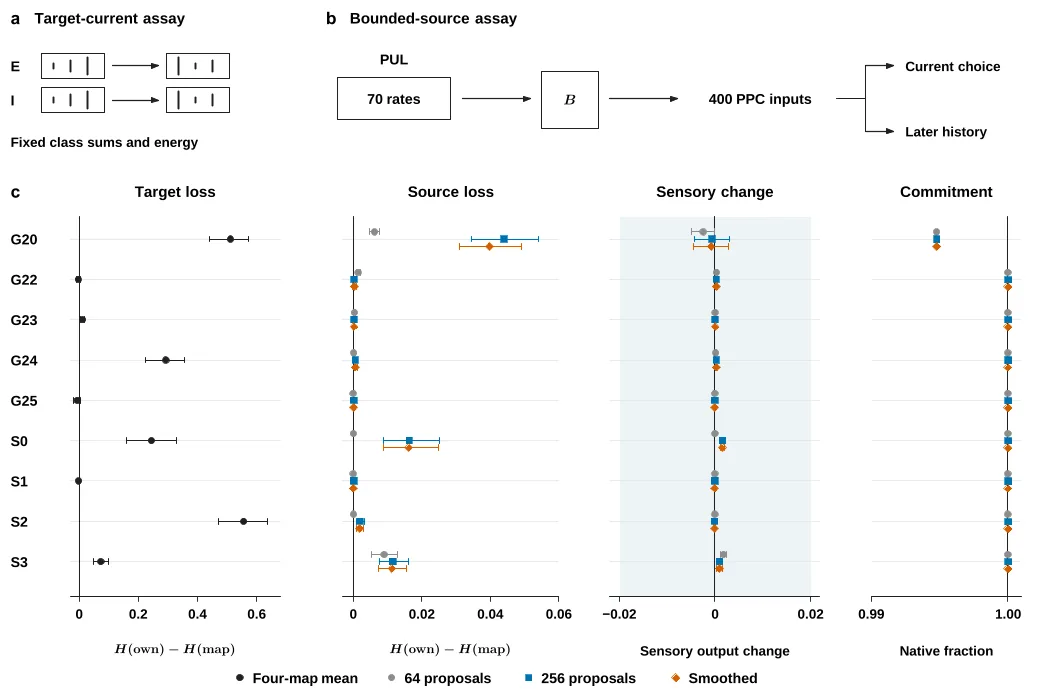 a Target-current assay
b Bounded-source assay
E
I
Fixed class sums and energy
PUL
70 rates
B
400 PPC inputs
Current choice
Later history
c
Target loss
Source loss
Sensory change
Commitment
G20
G22
G23
G24
G25
S0
S1
S2
S3
0 0.2 0.4 0.6
0 0.02 0.04 0.06
−0.02 0 0.02
0.99 1.00
H(own) − H(map)
H(own) − H(map)
Sensory output change
Native fraction
Four-map mean 64 proposals 256 proposals Smoothed